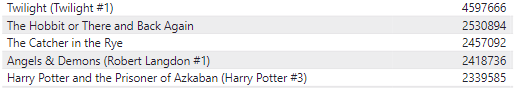 Twilight (Twilight #1) 4597666
The Hobbit or There and Back Again 2530894
The Catcher in the Rye 2457092
Angels & Demons (Robert Langdon #1) 2418736
Harry Potter and the Prisoner of Azkaban (Harry Potter #3) 2339585